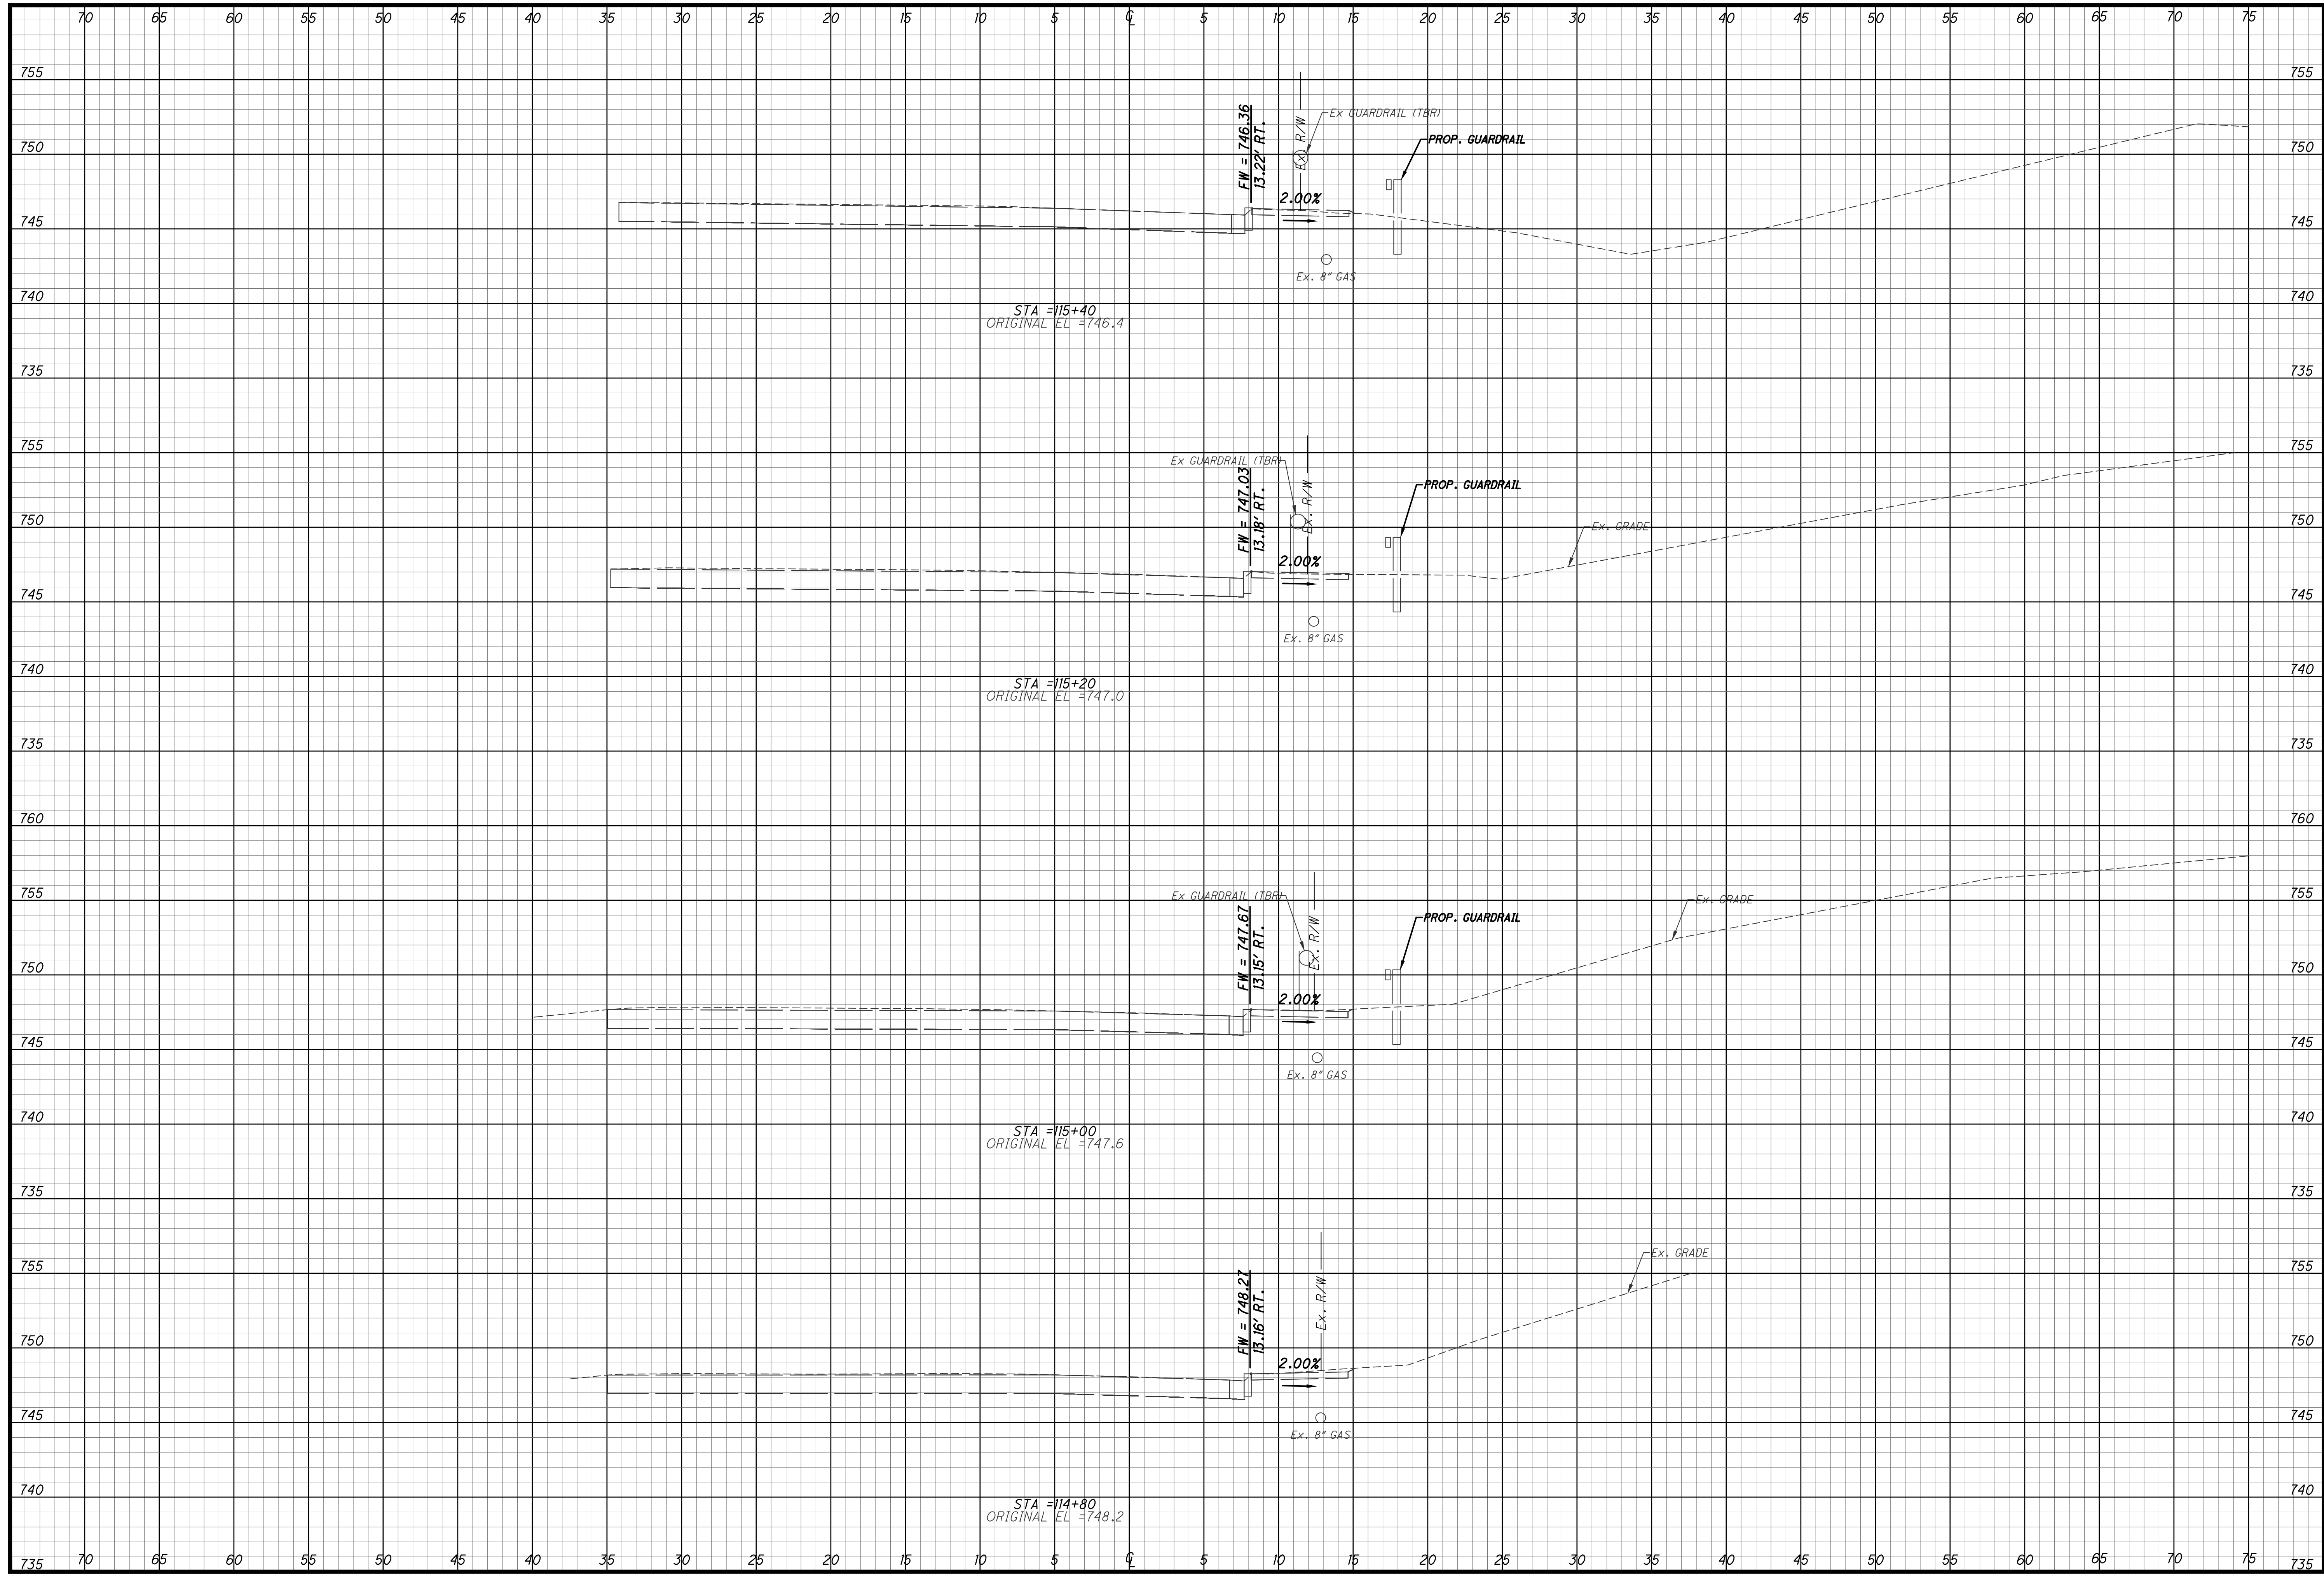 70 65 60 55 50 45 40 35 30 25 20 15 10 5 ℄ 5 10 15 20 25 30 35 40 45 50 55 60 65 70 75
755 755
FW = 746.36
13.22' RT.
Ex. R/W
Ex GUARDRAIL (TBR)
PROP. GUARDRAIL
750 750
2.00%
745 745
Ex. 8" GAS
740 740
STA =115+40
ORIGINAL EL =746.4
735 735
755 755
Ex GUARDRAIL (TBR)
FW = 747.03
13.18' RT.
Ex. R/W
PROP. GUARDRAIL
750 750
Ex. GRADE
2.00%
745 745
Ex. 8" GAS
740 740
STA =115+20
ORIGINAL EL =747.0
735 735
760 760
755 755
Ex GUARDRAIL (TBR)
Ex. GRADE
FW = 747.67
13.15' RT.
Ex. R/W
PROP. GUARDRAIL
750 750
2.00%
745 745
Ex. 8" GAS
740 740
STA =115+00
ORIGINAL EL =747.6
735 735
Ex. GRADE
755 755
FW = 748.27
13.16' RT.
Ex. R/W
750 750
2.00%
745 745
Ex. 8" GAS
740 740
STA =114+80
ORIGINAL EL =748.2
735 70 65 60 55 50 45 40 35 30 25 20 15 10 5 ℄ 5 10 15 20 25 30 35 40 45 50 55 60 65 70 75 735